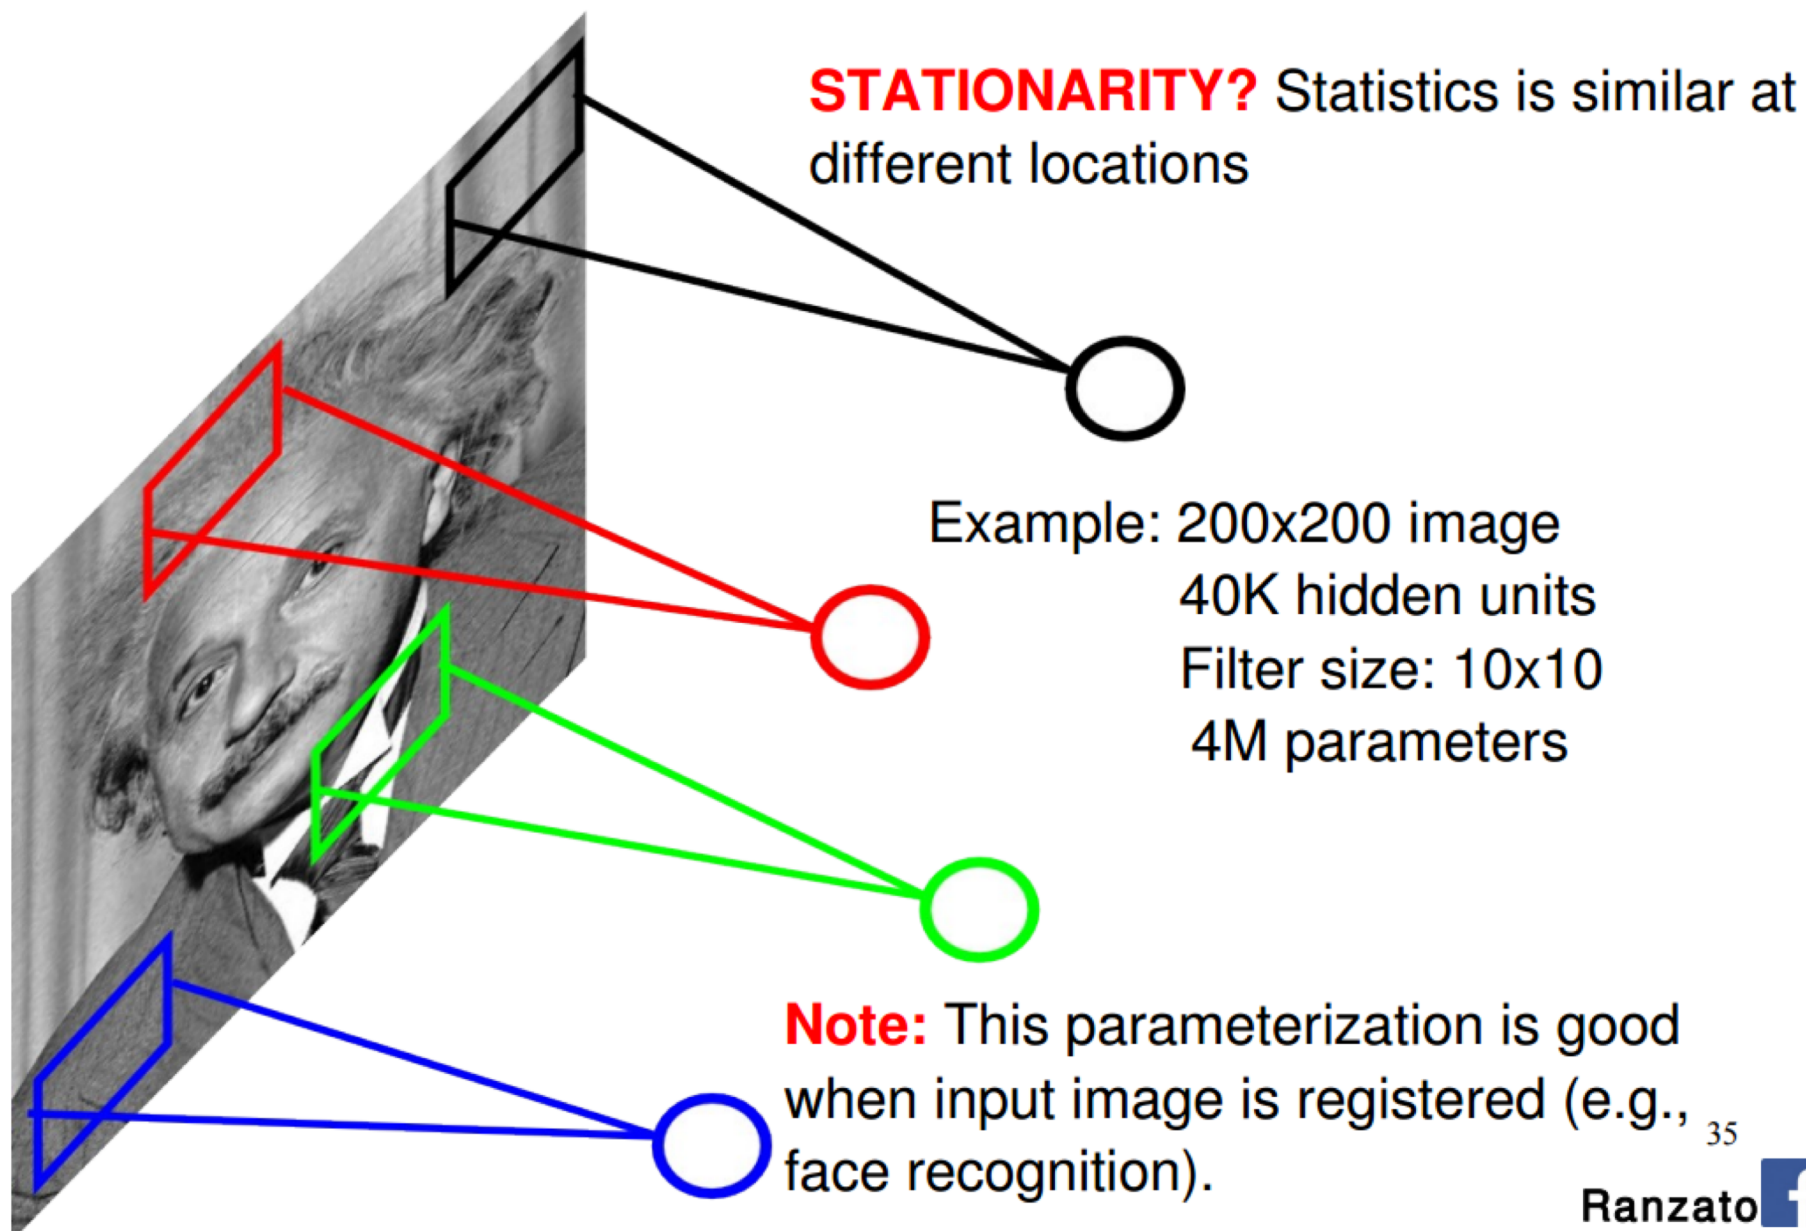 STATIONARITY? Statistics is similar at
different locations
Example: 200x200 image
40K hidden units
Filter size: 10x10
4M parameters
Note: This parameterization is good
when input image is registered (e.g.,
face recognition).
35
Ranzato
f